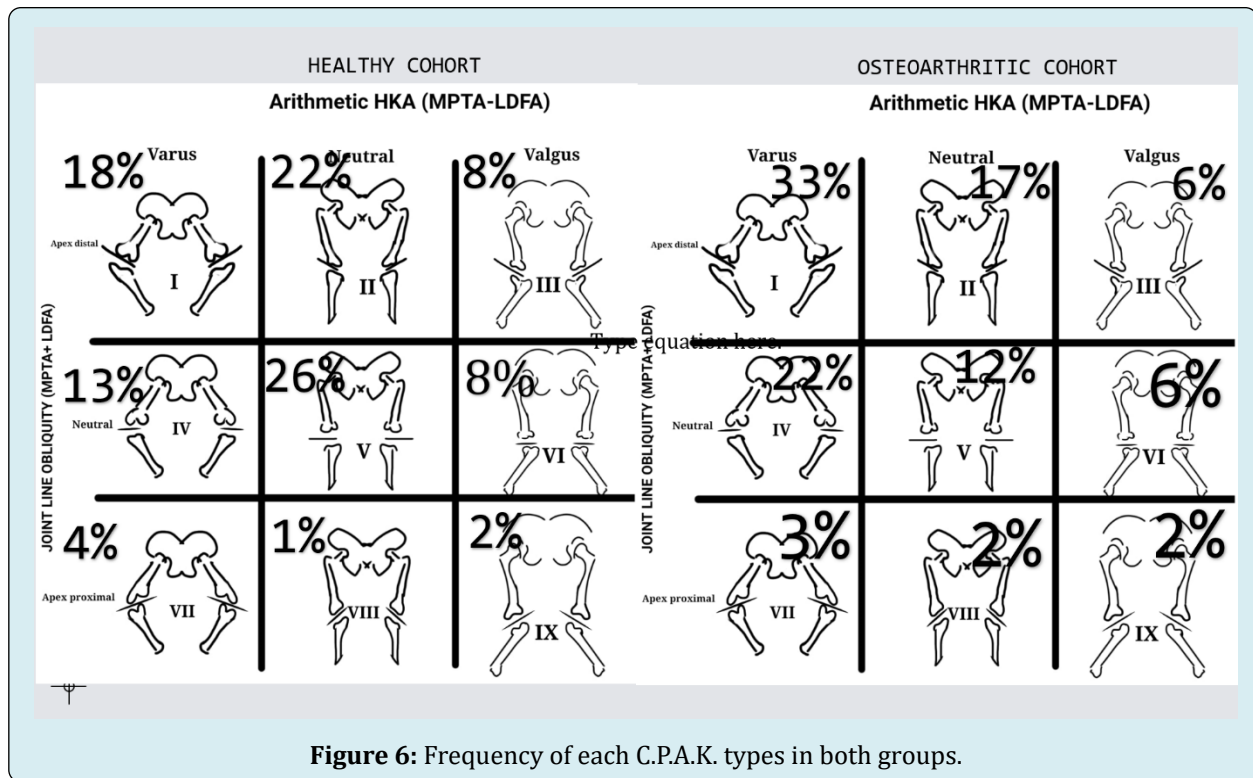 HEALTHY COHORT
Arithmetic HKA (MPTA-LDFA)
Varus Neutral Valgus
18% 22% 8%
Apex distal
I II III
13% 26% 8%
Neutral
IV V VI
4% 1% 2%
Apex proximal
VII VIII IX
JOINT LINE OBLIQUITY (MPTA+ LDFA)
Type equation here.
OSTEOARTHRITIC COHORT
Arithmetic HKA (MPTA-LDFA)
Varus Neutral Valgus
33% 17% 6%
Apex distal
I II III
22% 12% 6%
Neutral
IV V VI
3% 2% 2%
Apex proximal
VII VIII IX
JOINT LINE OBLIQUITY (MPTA+ LDFA)
Figure 6: Frequency of each C.P.A.K. types in both groups.